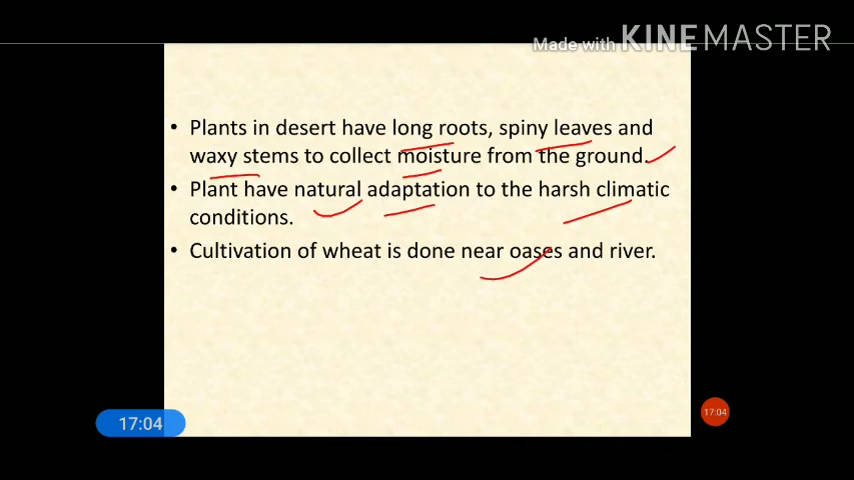 Made with KINEMASTER
• Plants in desert have long roots, spiny leaves and
waxy stems to collect moisture from the ground.
• Plant have natural adaptation to the harsh climatic
conditions.
• Cultivation of wheat is done near oases and river.
17:04
17:04